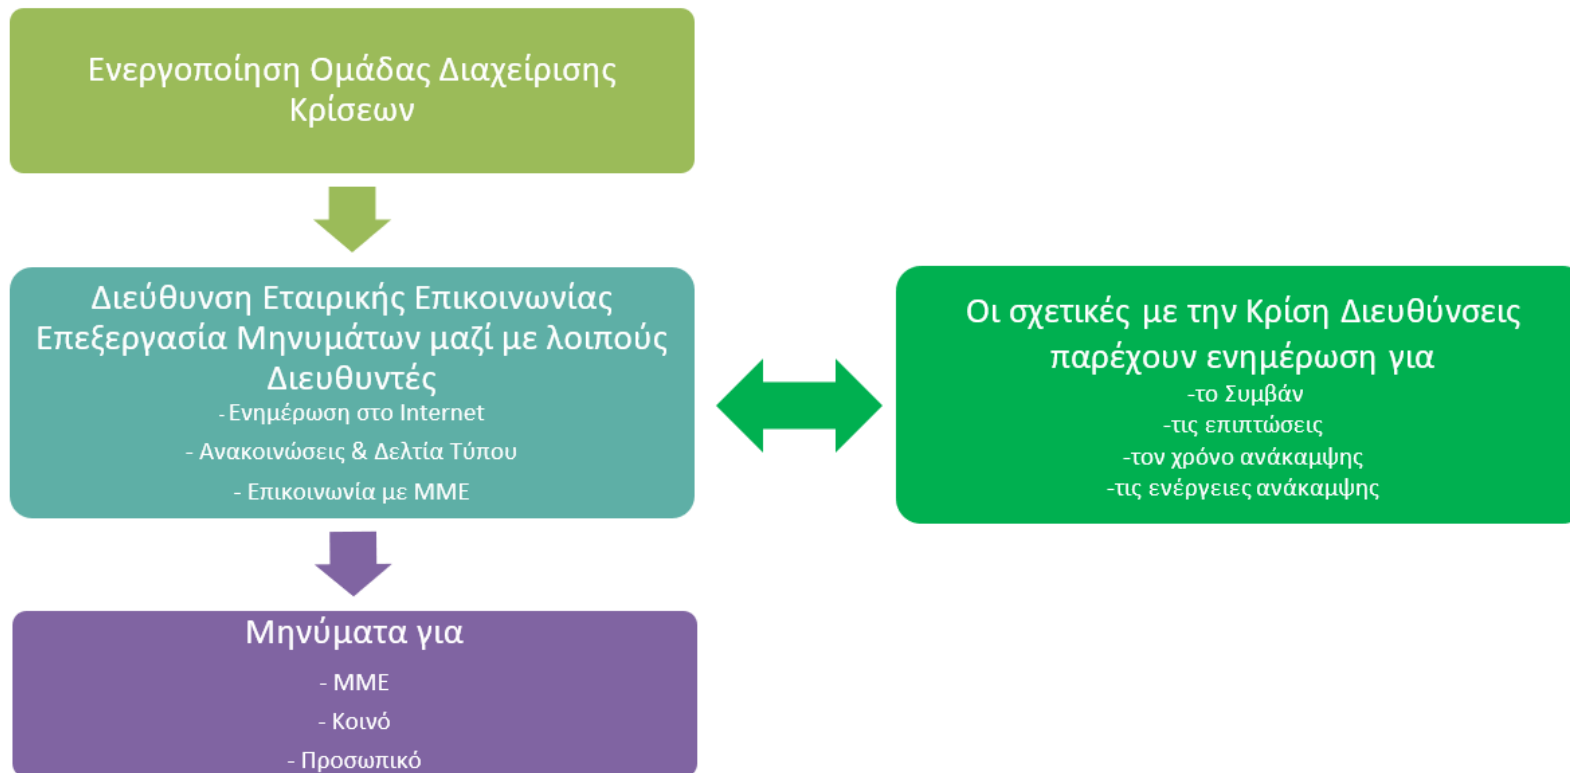 Ενεργοποίηση Ομάδας Διαχείρισης
Κρίσεων
Διεύθυνση Εταιρικής Επικοινωνίας
Επεξεργασία Μηνυμάτων μαζί με λοιπούς
Διευθυντές
- Ενημέρωση στο Internet
- Ανακοινώσεις & Δελτία Τύπου
- Επικοινωνία με ΜΜΕ
Οι σχετικές με την Κρίση Διευθύνσεις
παρέχουν ενημέρωση για
-το Συμβάν
-τις επιπτώσεις
-τον χρόνο ανάκαμψης
-τις ενέργειες ανάκαμψης
Μηνύματα για
- ΜΜΕ
- Κοινό
- Προσωπικό